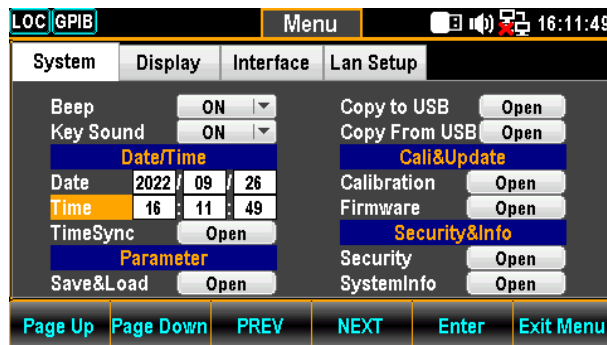 LOC GPIB Menu 16:11:49
System Display Interface Lan Setup
Beep ON Copy to USB Open
Key Sound ON Copy From USB Open
Date/Time Cali&Update
Date 2022 / 09 / 26 Calibration Open
Time 16 : 11 : 49 Firmware Open
TimeSync Open Security&Info
Parameter Security Open
Save&Load Open SystemInfo Open
Page Up Page Down PREV NEXT Enter Exit Menu